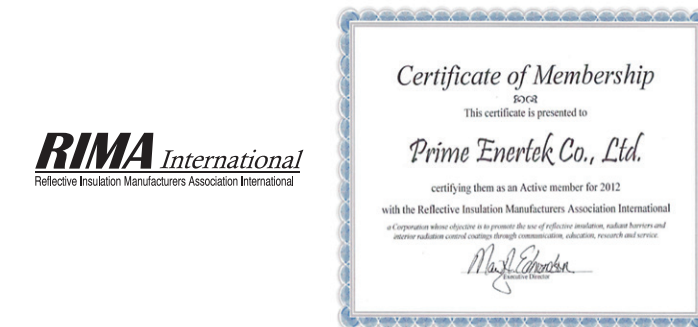 RIMA International
Reflective Insulation Manufacturers Association International
Certificate of Membership
This certificate is presented to
Prime Enertek Co., Ltd.
certifying them as an Active member for 2012
with the Reflective Insulation Manufacturers Association International
a Corporation whose objective is to promote the use of reflective insulation, radiant barriers and
interior radiation control coatings through communication, education, research and service.
Executive Director